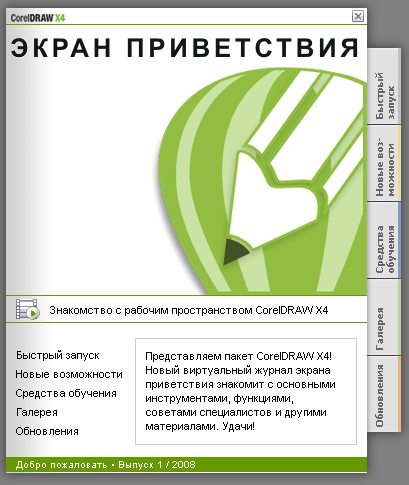 CorelDRAW X4
ЭКРАН ПРИВЕТСТВИЯ
Знакомство с рабочим пространством CorelDRAW X4
Быстрый запуск
Новые возможности
Средства обучения
Галерея
Обновления
Представляем пакет CorelDRAW X4!
Новый виртуальный журнал экрана
приветствия знакомит с основными
инструментами, функциями,
советами специалистов и другими
материалами. Удачи!
Добро пожаловать • Выпуск 1 / 2008
Быстрый
запуск
Новые воз-
можности
Средства
обучения
Галерея
Обновления